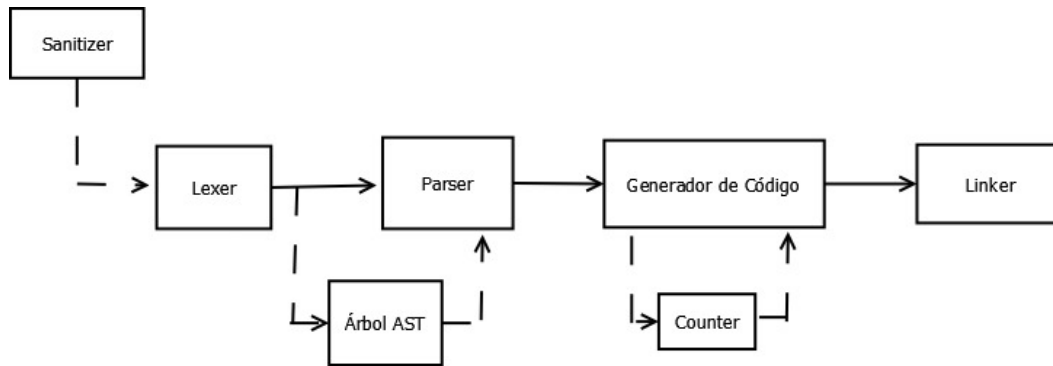 Sanitizer
Lexer
Parser
Generador de Código
Linker
Árbol AST
Counter